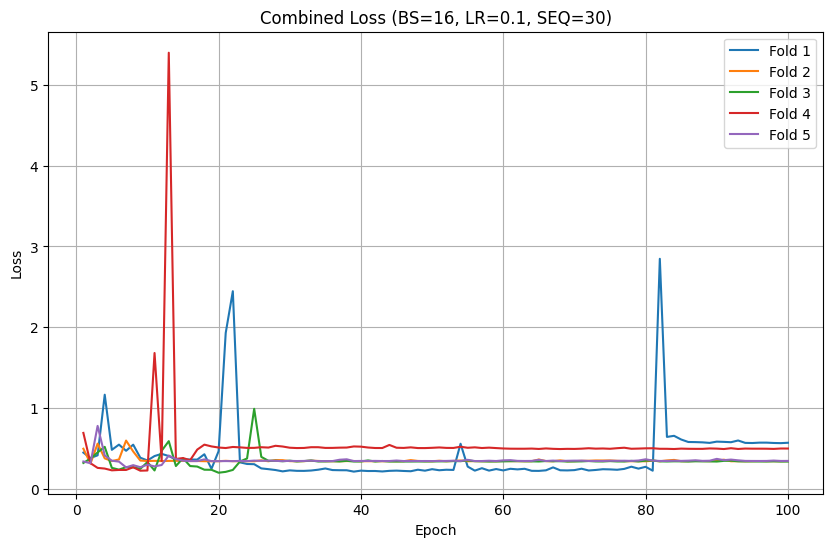 Combined Loss (BS=16, LR=0.1, SEQ=30)
Fold 1
Fold 2
Fold 3
Fold 4
Fold 5
5
4
3
2
1
0
Loss
0 20 40 60 80 100
Epoch